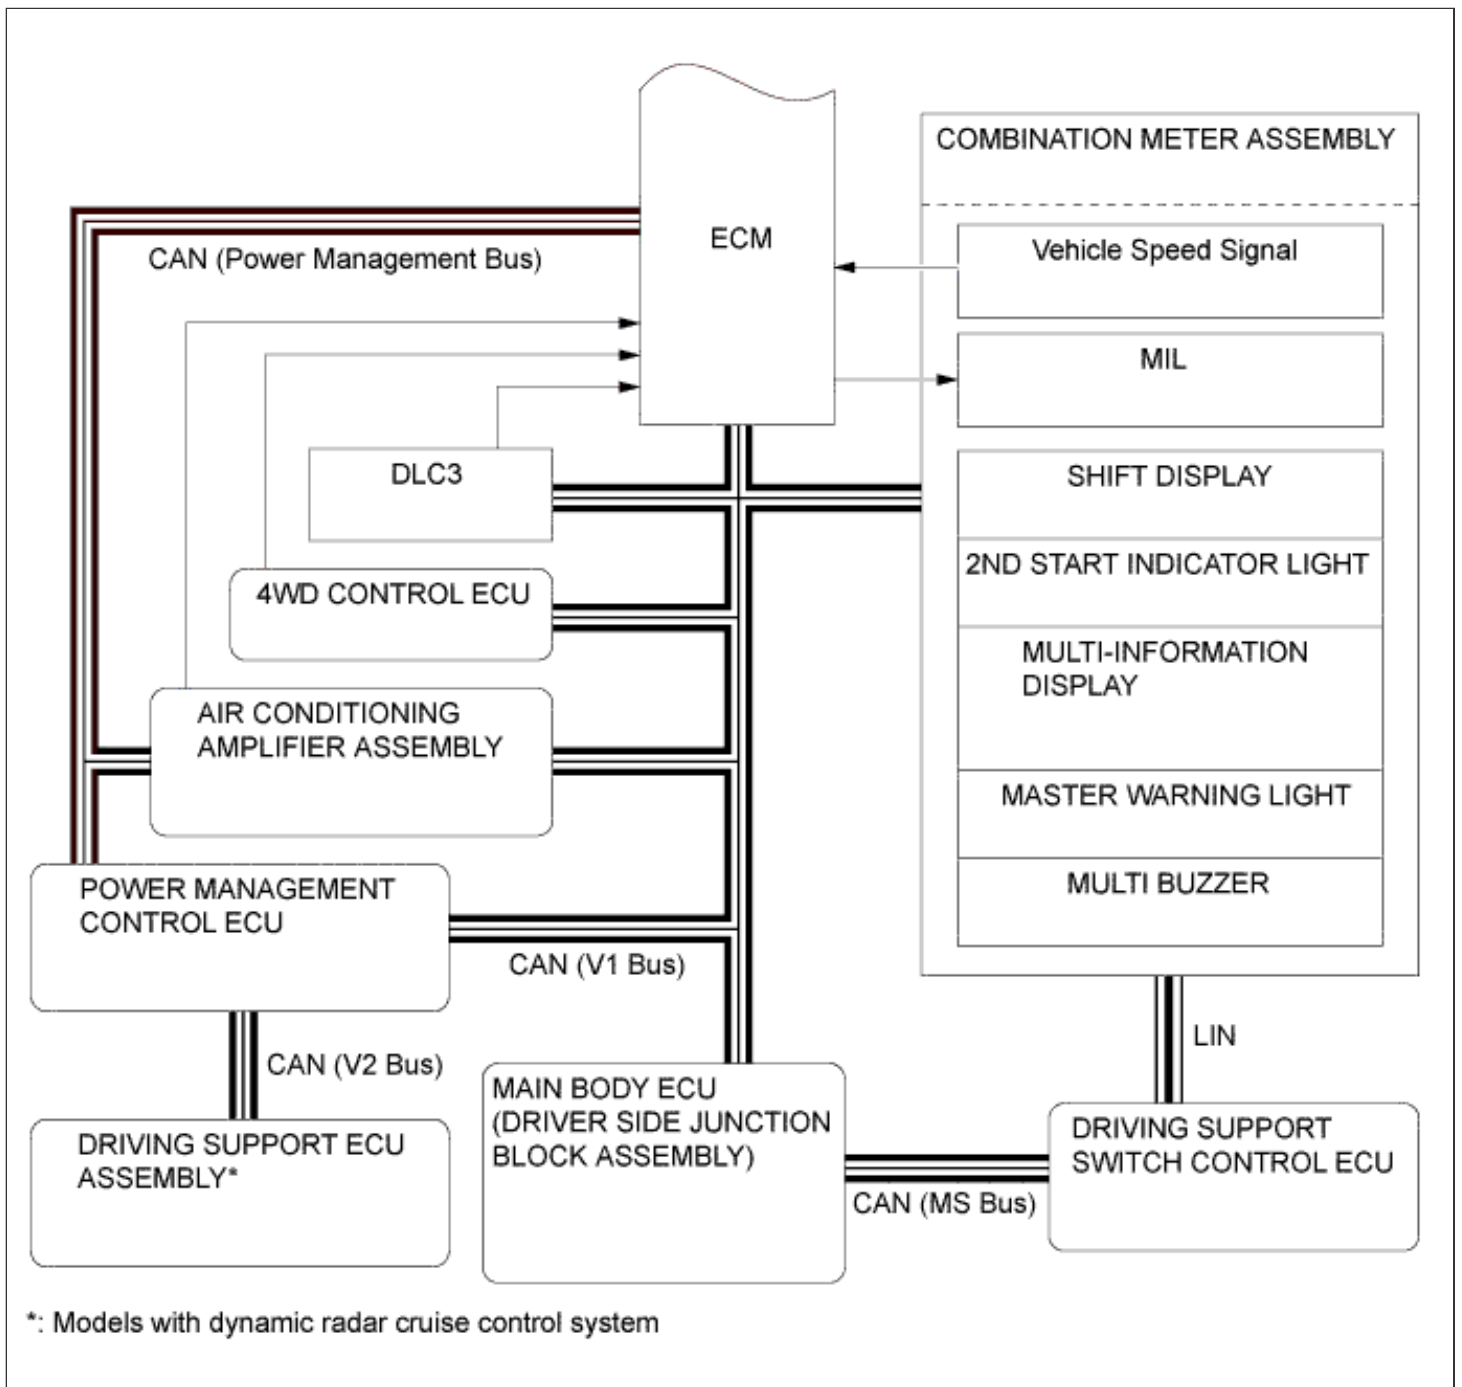 COMBINATION METER ASSEMBLY
ECM
Vehicle Speed Signal
CAN (Power Management Bus)
MIL
DLC3
SHIFT DISPLAY
2ND START INDICATOR LIGHT
4WD CONTROL ECU
MULTI-INFORMATION
DISPLAY
AIR CONDITIONING
AMPLIFIER ASSEMBLY
MASTER WARNING LIGHT
MULTI BUZZER
POWER MANAGEMENT
CONTROL ECU
CAN (V1 Bus)
LIN
CAN (V2 Bus)
MAIN BODY ECU
(DRIVER SIDE JUNCTION
BLOCK ASSEMBLY)
DRIVING SUPPORT
SWITCH CONTROL ECU
DRIVING SUPPORT ECU
ASSEMBLY*
CAN (MS Bus)
*: Models with dynamic radar cruise control system